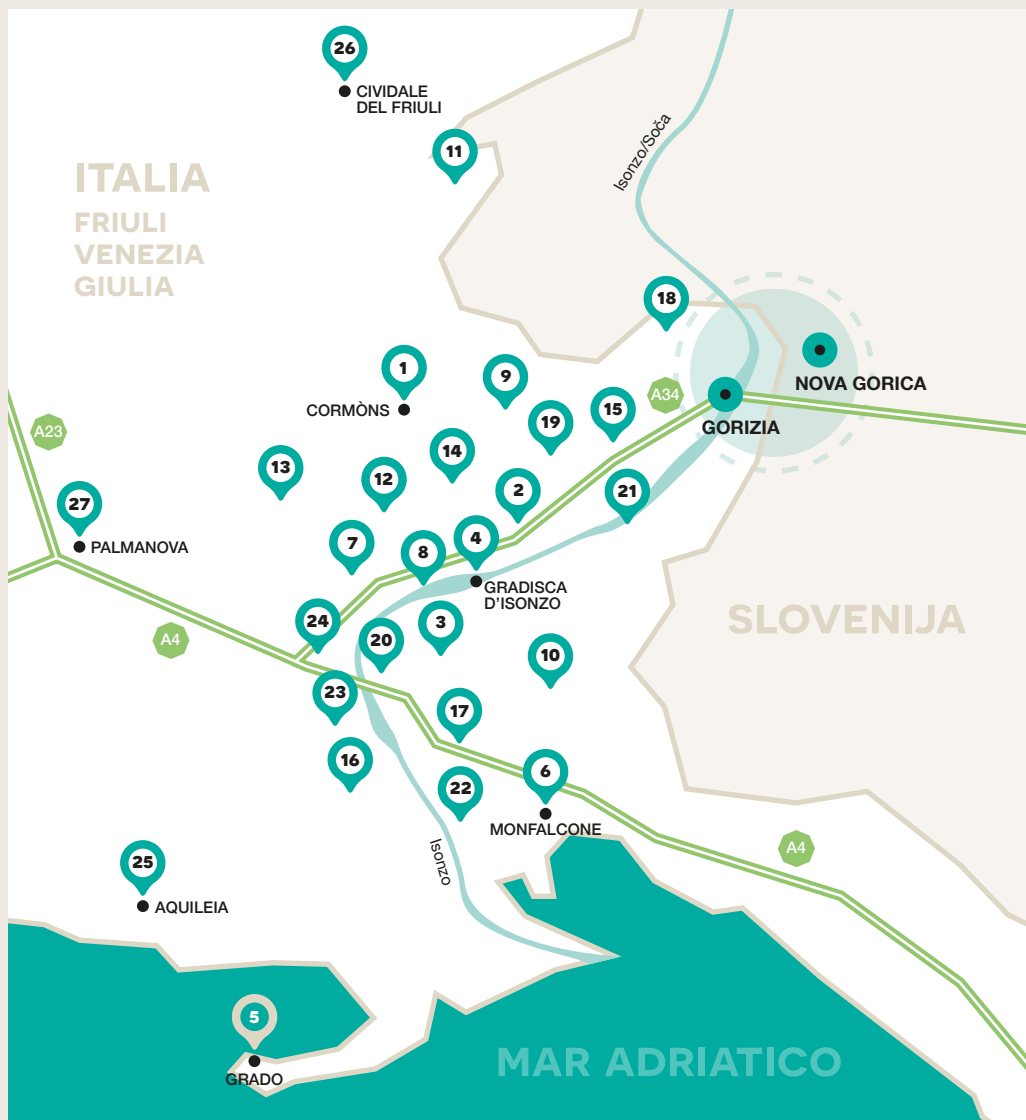 26
CIVIDALE
DEL FRIULI
11
Isonzo/Soča
ITALIA
FRIULI
VENEZIA
GIULIA
18
1
CORMÒNS
9
NOVA GORICA
A34
GORIZIA
15
19
A23
14
13
12
2
21
27
PALMANOVA
7
8
4
GRADISCA
D'ISONZO
SLOVENIJA
24
3
20
A4
10
23
17
16
6
22
MONFALCONE
A4
Isonzo
25
AQUILEIA
5
GRADO
MAR ADRIATICO